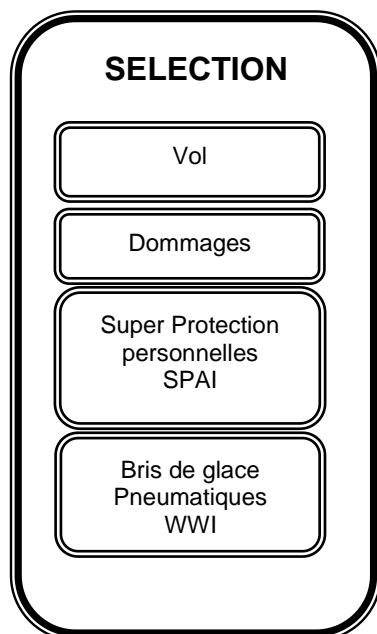 SELECTION
Vol
Dommages
Super Protection
personnelles
SPAI
Bris de glace
Pneumatiques
WWI